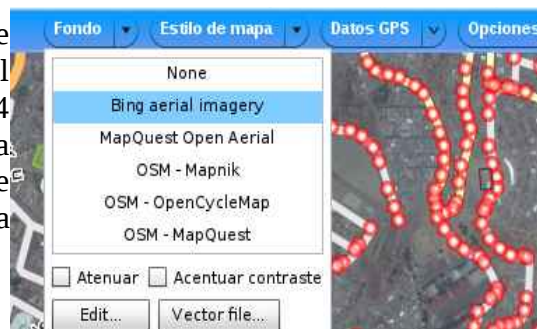 Fondo Estilo de mapa Datos GPS Opciones
None
Bing aerial imagery
MapQuest Open Aerial
OSM - Mapnik
OSM - OpenCycleMap
OSM - MapQuest
Atenuar Acentuar contraste
Edit... Vector file...
e
l
4
a
e
a